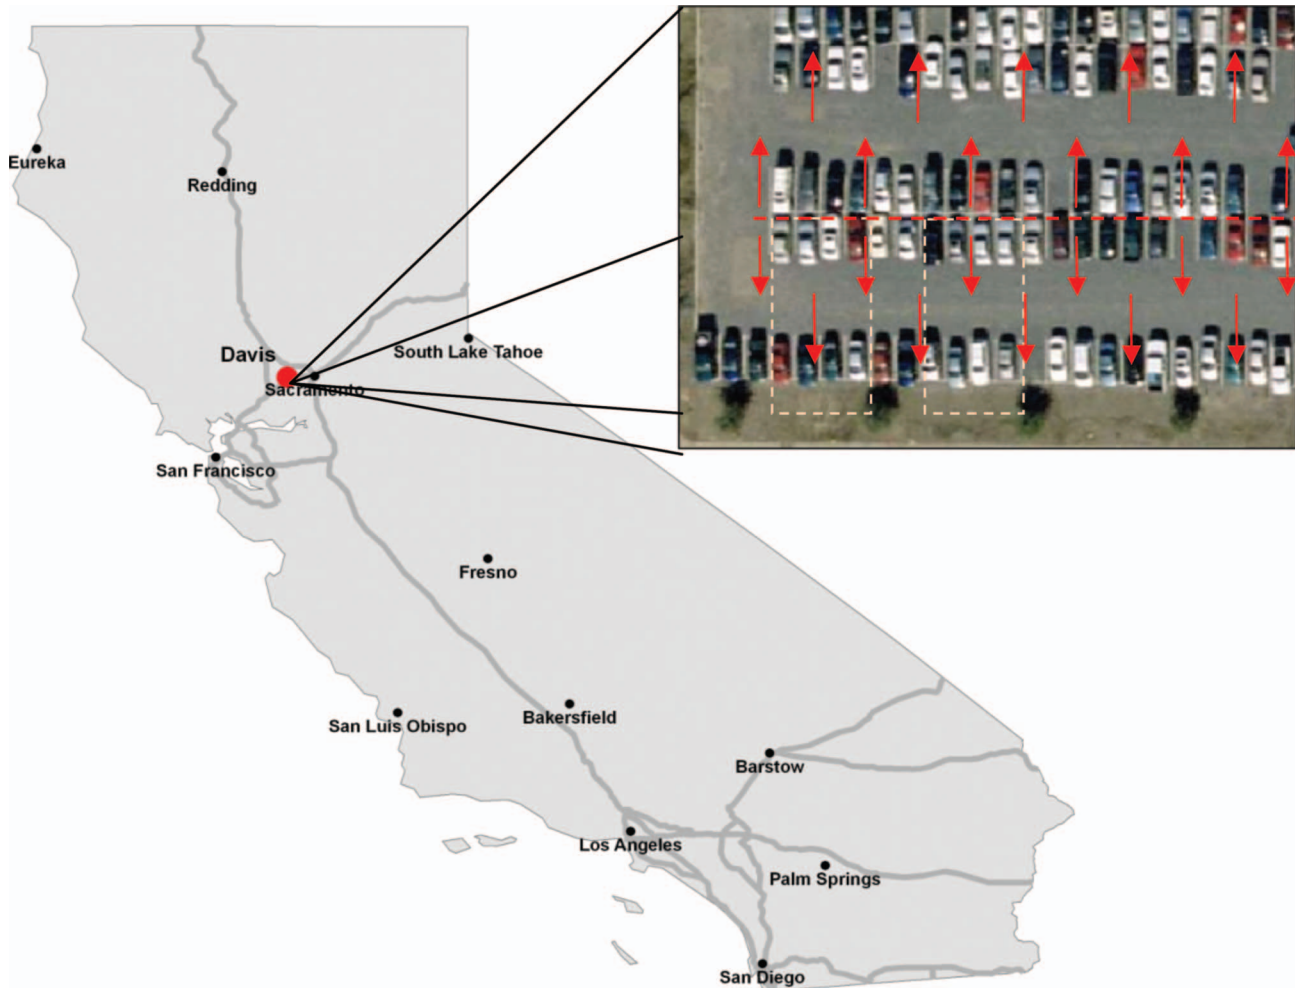 Eureka
Redding
Davis
South Lake Tahoe
Sacramento
San Francisco
Fresno
San Luis Obispo
Bakersfield
Barstow
Los Angeles
Palm Springs
San Diego